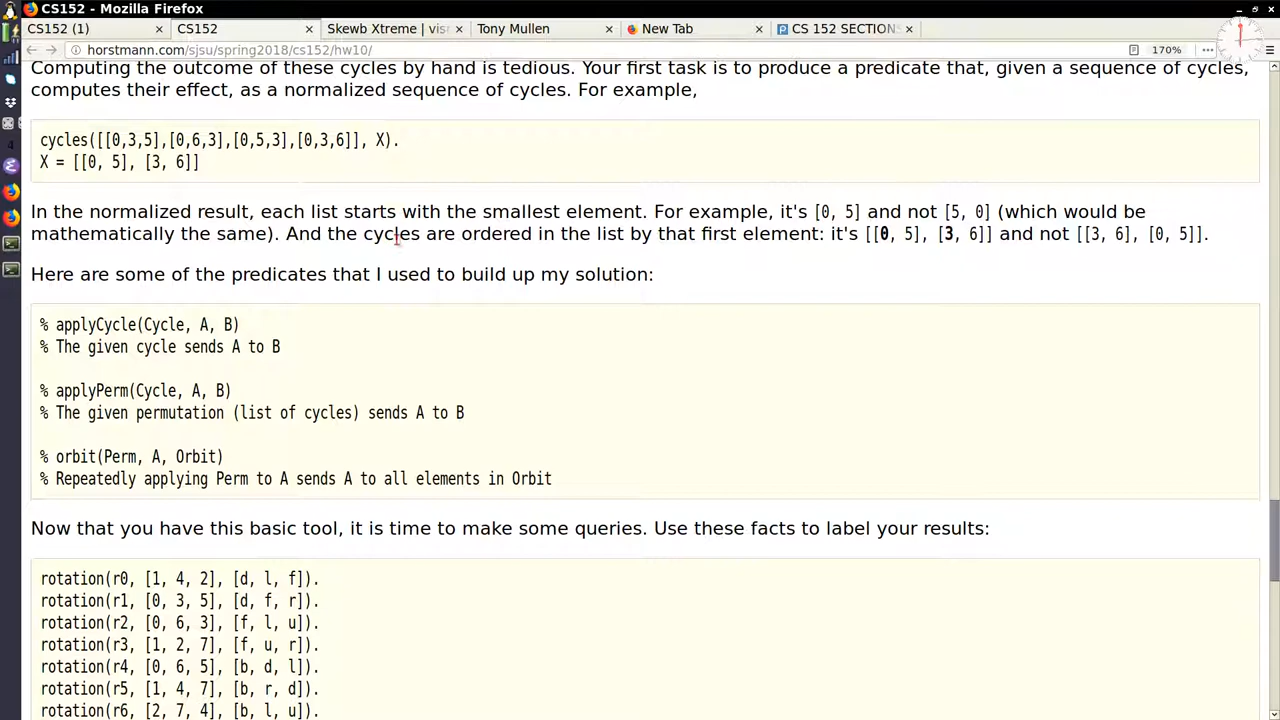 CS152 - Mozilla Firefox
CS152 (1) × CS152 × Skewb Xtreme | vis × Tony Mullen × New Tab × CS 152 SECTION ×
horstmann.com/sjsu/spring2018/cs152/hw10/ 170%
Computing the outcome of these cycles by hand is tedious. Your first task is to produce a predicate that, given a sequence of cycles,
computes their effect, as a normalized sequence of cycles. For example,
cycles([[0,3,5],[0,6,3],[0,5,3],[0,3,6]], X).
X = [[0, 5], [3, 6]]
In the normalized result, each list starts with the smallest element. For example, it's [0, 5] and not [5, 0] (which would be
mathematically the same). And the cycles are ordered in the list by that first element: it's [[0, 5], [3, 6]] and not [[3, 6], [0, 5]].
Here are some of the predicates that I used to build up my solution:
% applyCycle(Cycle, A, B)
% The given cycle sends A to B
% applyPerm(Cycle, A, B)
% The given permutation (list of cycles) sends A to B
% orbit(Perm, A, Orbit)
% Repeatedly applying Perm to A sends A to all elements in Orbit
Now that you have this basic tool, it is time to make some queries. Use these facts to label your results:
rotation(r0, [1, 4, 2], [d, l, f]).
rotation(r1, [0, 3, 5], [d, f, r]).
rotation(r2, [0, 6, 3], [f, l, u]).
rotation(r3, [1, 2, 7], [f, u, r]).
rotation(r4, [0, 6, 5], [b, d, l]).
rotation(r5, [1, 4, 7], [b, r, d]).
rotation(r6, [2, 7, 4], [b, l, u]).